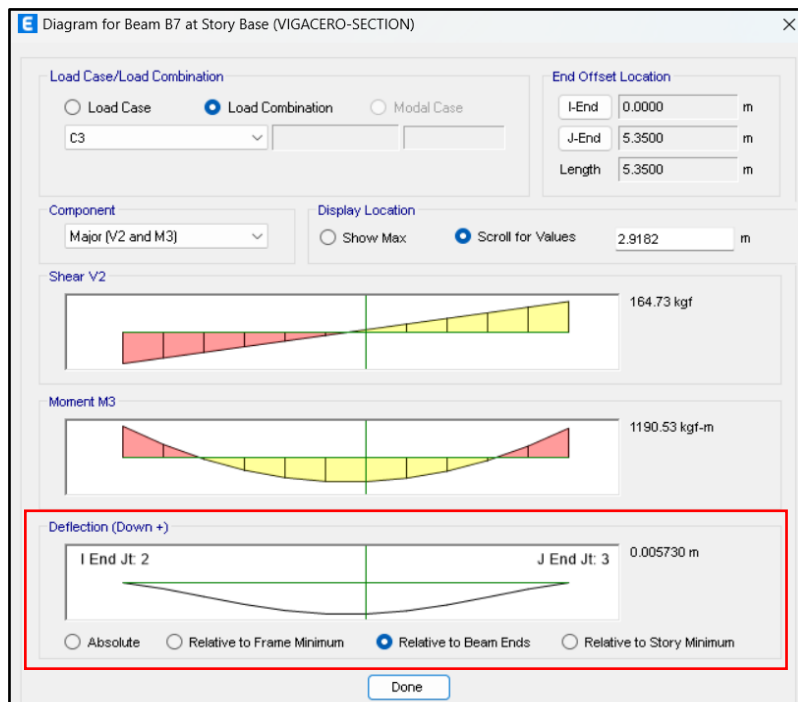 E Diagram for Beam B7 at Story Base (VIGACERO-SECTION)
Load Case/Load Combination
Load Case Load Combination Modal Case
C3
End Offset Location
I-End 0.0000 m
J-End 5.3500 m
Length 5.3500 m
Component
Major (V2 and M3)
Display Location
Show Max Scroll for Values 2.9182 m
Shear V2
164.73 kgf
Moment M3
1190.53 kgf-m
Deflection (Down +)
I End Jt: 2 J End Jt: 3 0.005730 m
Absolute Relative to Frame Minimum Relative to Beam Ends Relative to Story Minimum
Done